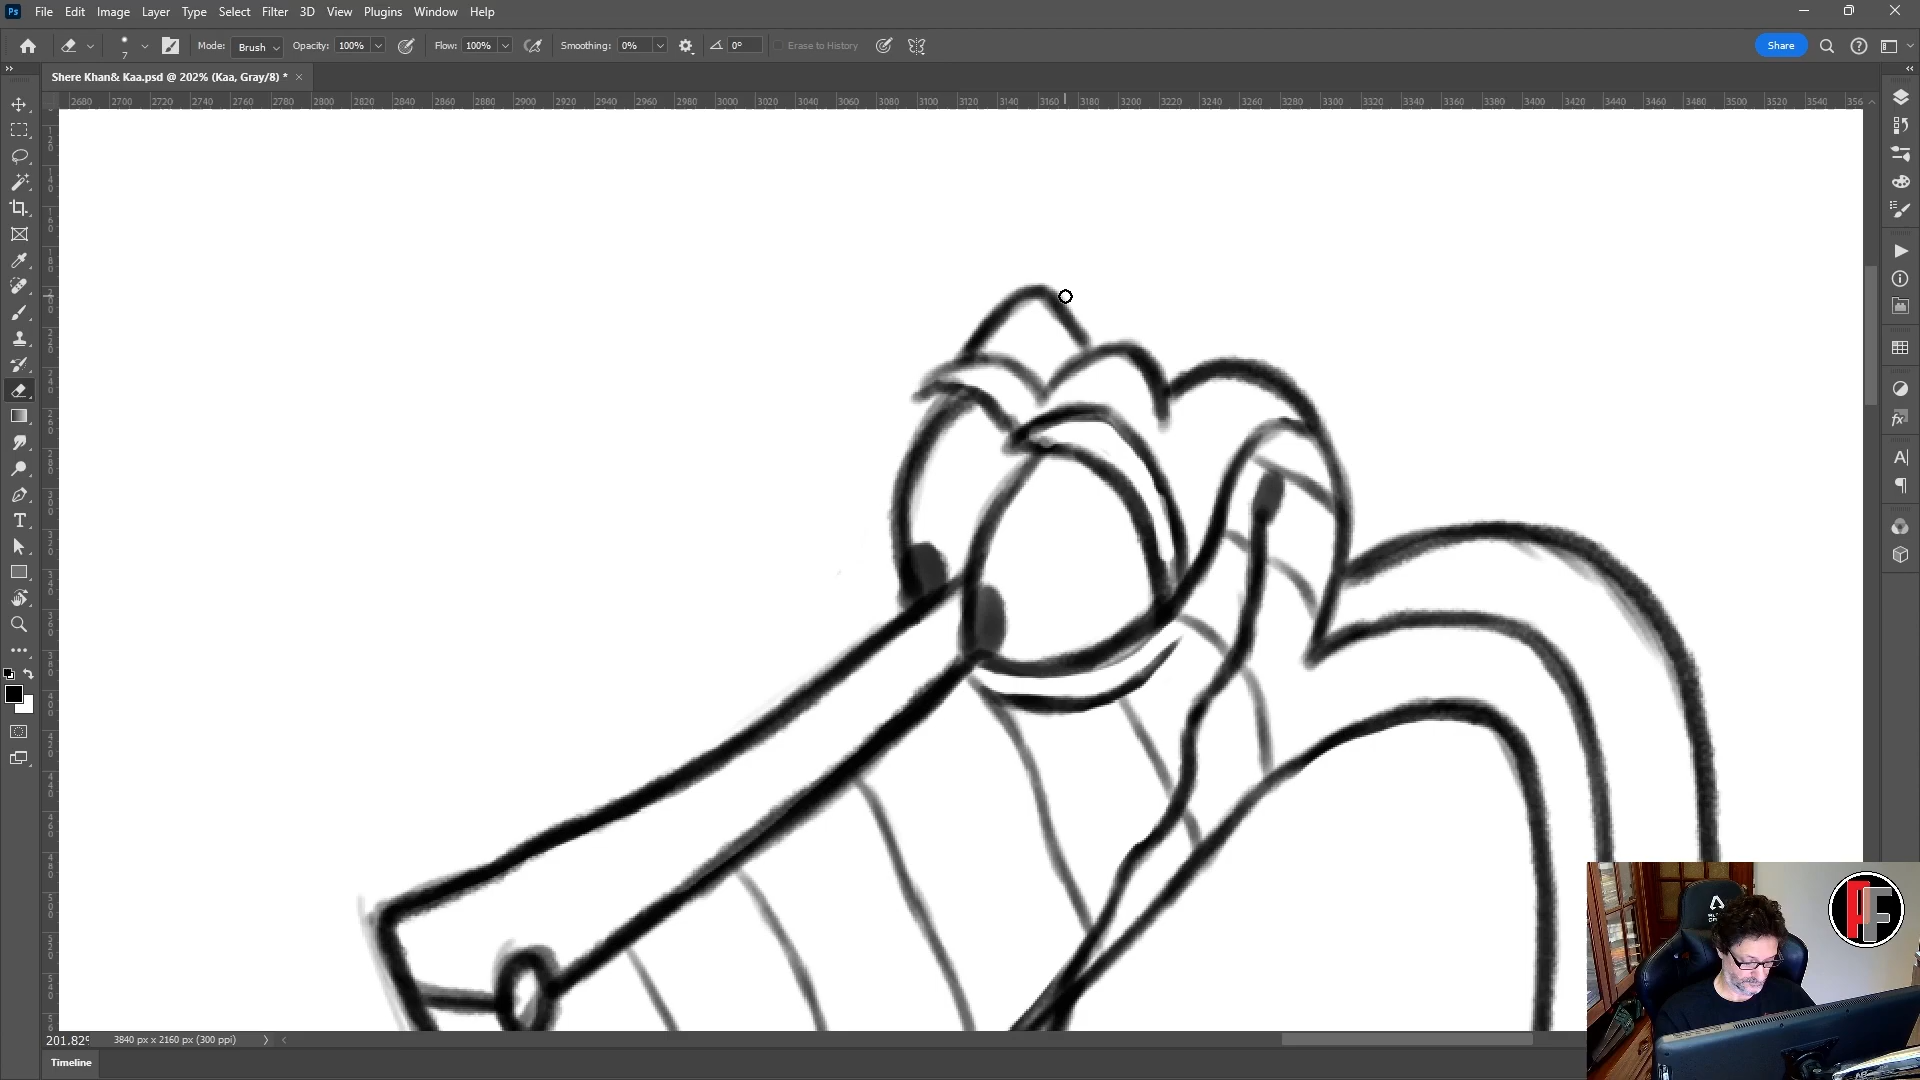 Ps File Edit Image Layer Type Select Filter 3D View Plugins Window Help
7 Mode: Brush Opacity: 100% Flow: 100% Smoothing: 0% 0° Erase to History Share
Shere Khan& Kaa.psd @ 202% (Kaa, Gray/8) * ×
2680 2700 2720 2740 2760 2780 2800 2820 2840 2860 2880 2900 2920 2940 2960 2980 3000 3020 3040 3060 3080 3100 3120 3140 3160 3180 3200 3220 3240 3260 3280 3300 3320 3340 3360 3380 3400 3420 3440 3460 3480 3500 3520 3540 356
201.82% 3840 px x 2160 px (300 ppi)
Timeline